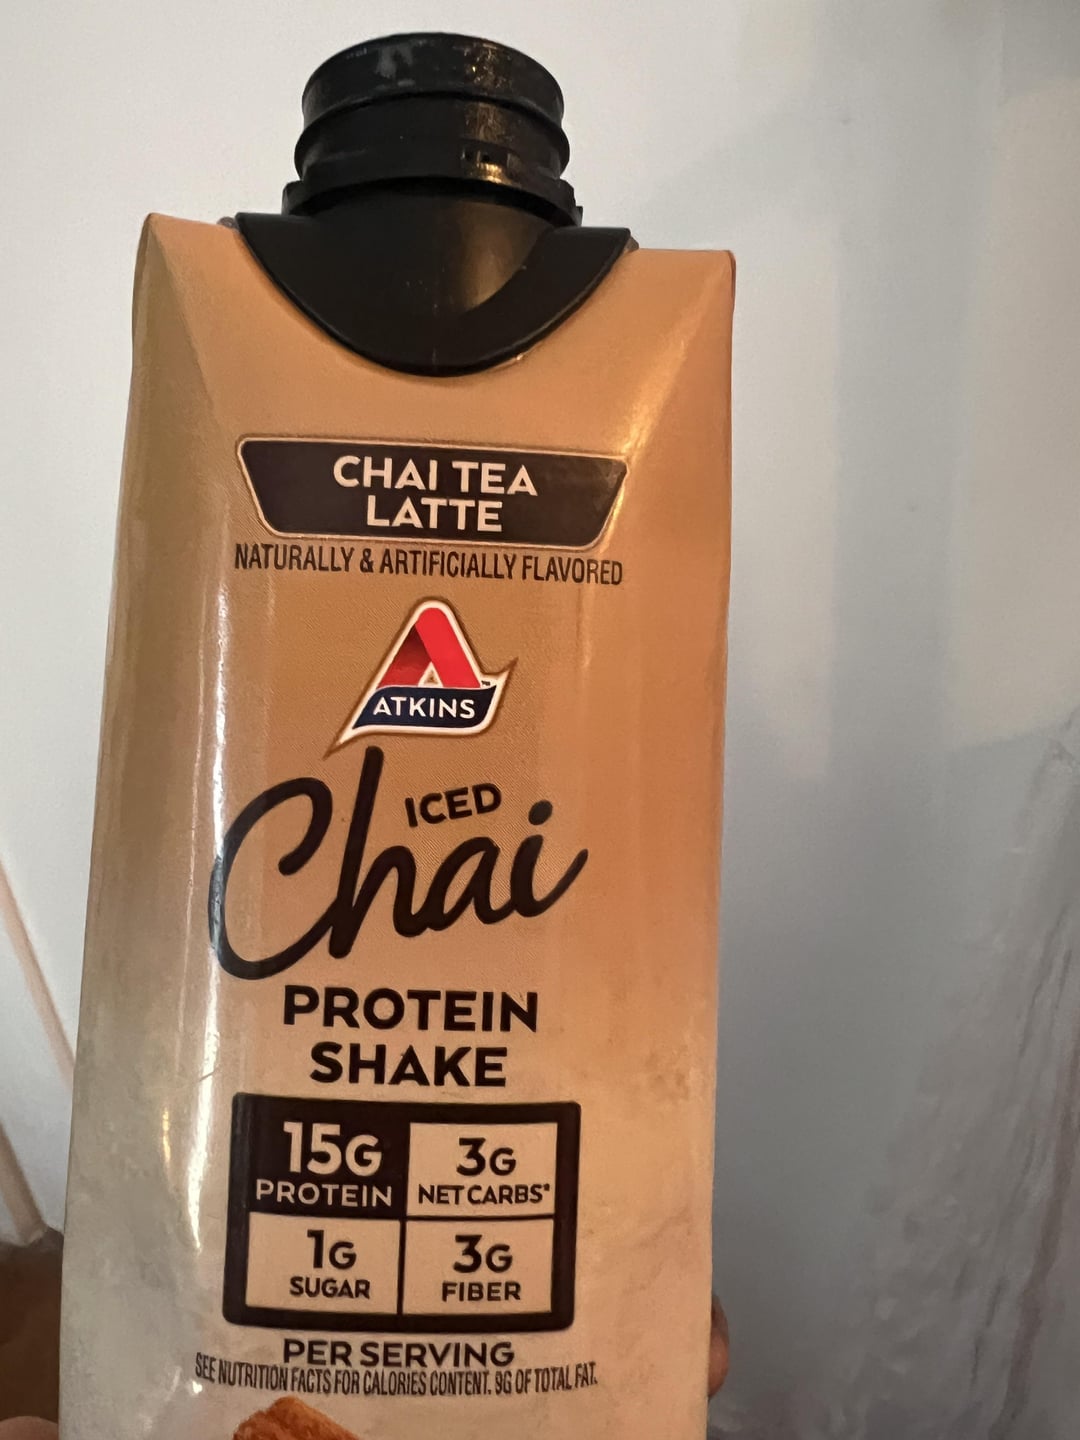 CHAI TEA
LATTE
NATURALLY & ARTIFICIALLY FLAVORED
ATKINS
ICED
Chai
PROTEIN
SHAKE
15G
PROTEIN
3G
NET CARBS*
1G
SUGAR
3G
FIBER
PER SERVING
SEE NUTRITION FACTS FOR CALORIES CONTENT. 9G OF TOTAL FAT.